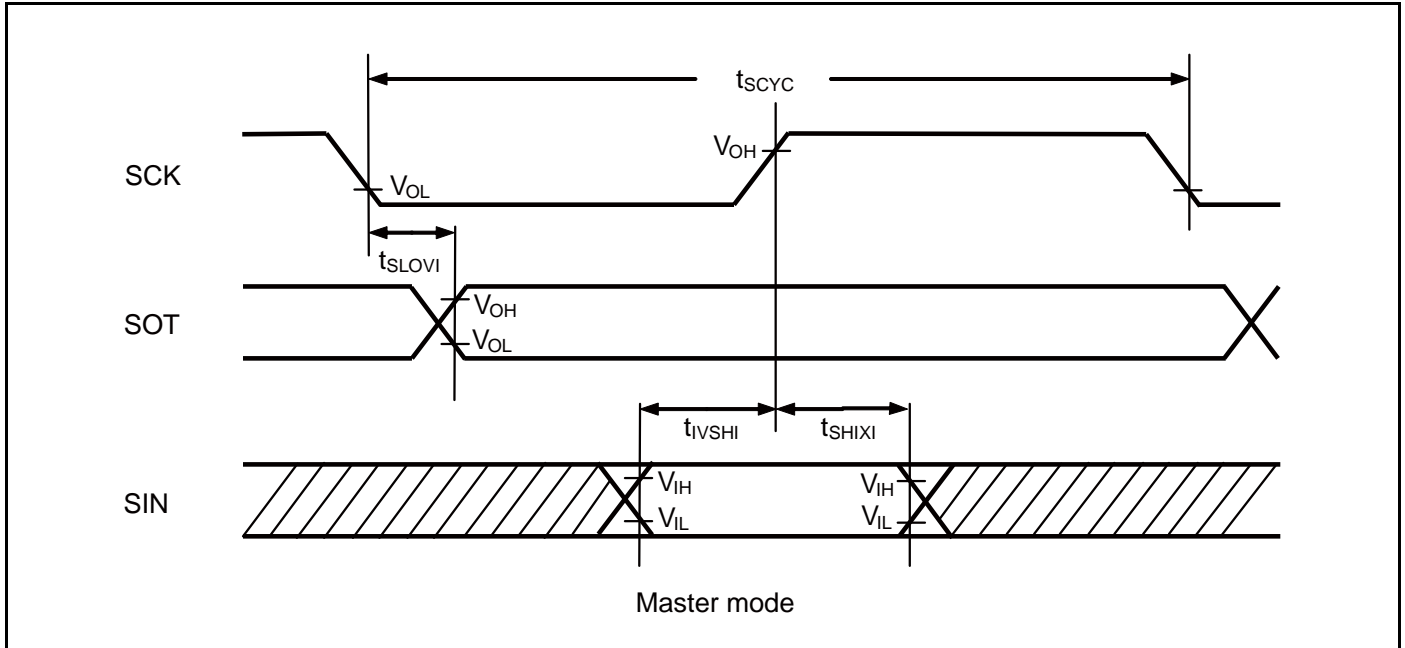 tSCYC
SCK
VOH
VOL
tSLOVI
SOT
VOH
VOL
tIVSHI
tSHIXI
SIN
VIH
VIH
VIL
VIL
Master mode